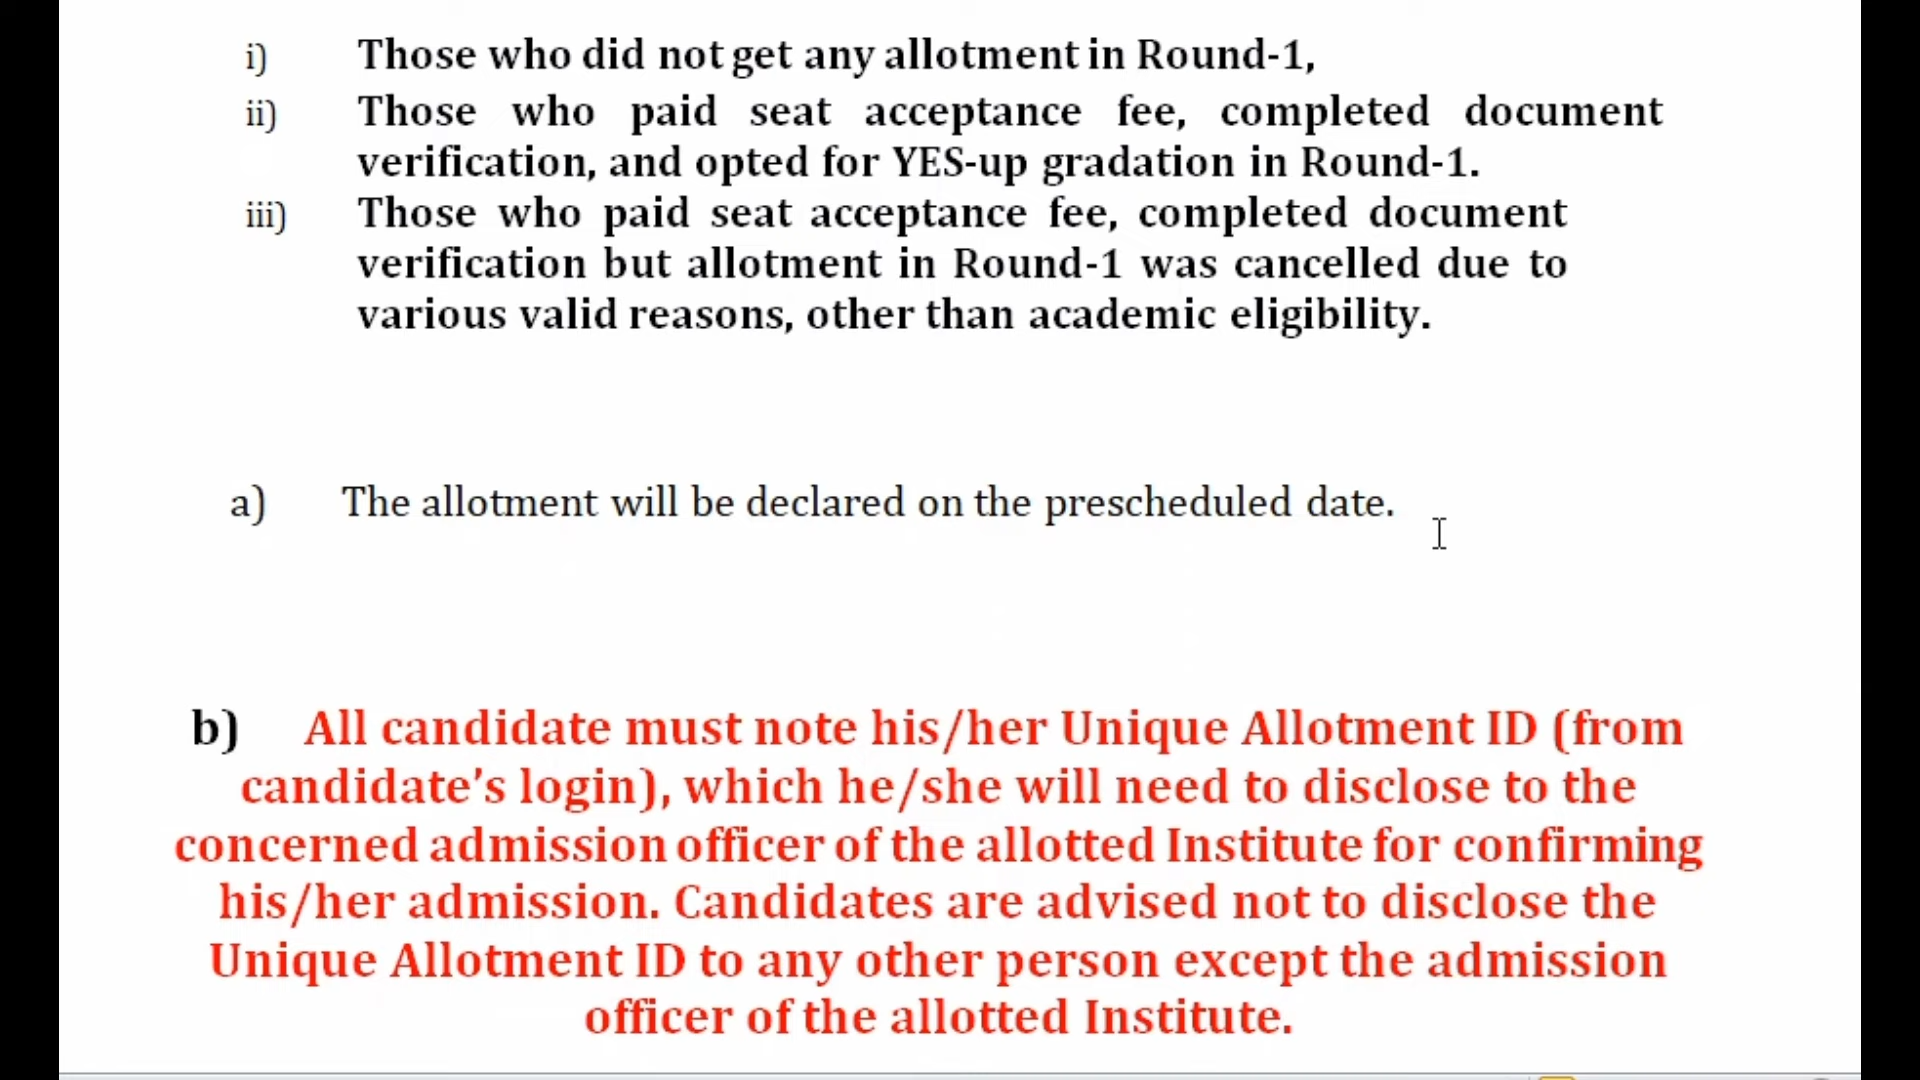 i) Those who did not get any allotment in Round-1,
ii) Those who paid seat acceptance fee, completed document
verification, and opted for YES-up gradation in Round-1.
iii) Those who paid seat acceptance fee, completed document
verification but allotment in Round-1 was cancelled due to
various valid reasons, other than academic eligibility.
a) The allotment will be declared on the prescheduled date.
b) All candidate must note his/her Unique Allotment ID (from
candidate’s login), which he/she will need to disclose to the
concerned admission officer of the allotted Institute for confirming
his/her admission. Candidates are advised not to disclose the
Unique Allotment ID to any other person except the admission
officer of the allotted Institute.